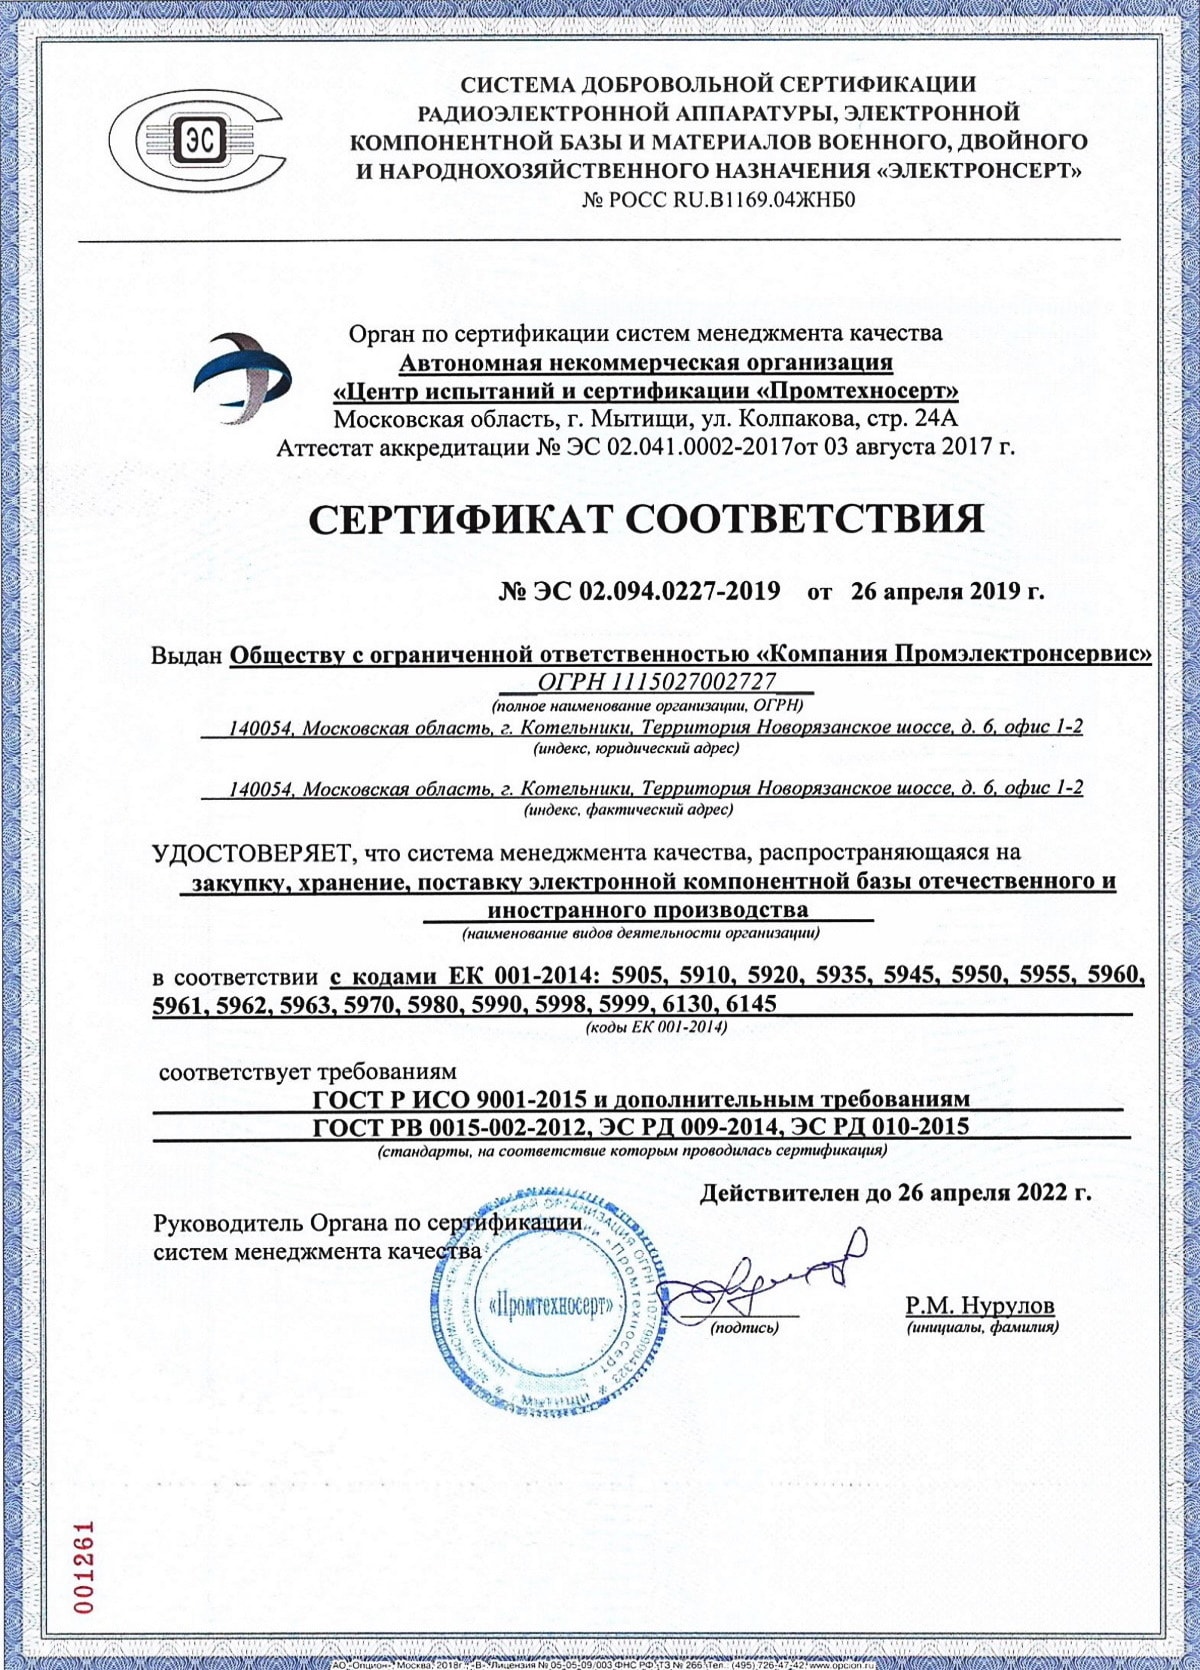 СИСТЕМА ДОБРОВОЛЬНОЙ СЕРТИФИКАЦИИ
РАДИОЭЛЕКТРОННОЙ АППАРАТУРЫ, ЭЛЕКТРОННОЙ
КОМПОНЕНТНОЙ БАЗЫ И МАТЕРИАЛОВ ВОЕННОГО, ДВОЙНОГО
И НАРОДНОХОЗЯЙСТВЕННОГО НАЗНАЧЕНИЯ «ЭЛЕКТРОНСЕРТ»
№ РОСС RU.В1169.04ЖНБ0
ЭС
Орган по сертификации систем менеджмента качества
Автономная некоммерческая организация
«Центр испытаний и сертификации «Промтехносерт»
Московская область, г. Мытищи, ул. Колпакова, стр. 24А
Аттестат аккредитации № ЭС 02.041.0002-2017от 03 августа 2017 г.
СЕРТИФИКАТ СООТВЕТСТВИЯ
№ ЭС 02.094.0227-2019 от 26 апреля 2019 г.
Выдан Обществу с ограниченной ответственностью «Компания Промэлектронсервис»
ОГРН 1115027002727
(полное наименование организации, ОГРН)
140054, Московская область, г. Котельники, Территория Новорязанское шоссе, д. 6, офис 1-2
(индекс, юридический адрес)
140054, Московская область, г. Котельники, Территория Новорязанское шоссе, д. 6, офис 1-2
(индекс, фактический адрес)
УДОСТОВЕРЯЕТ, что система менеджмента качества, распространяющаяся на
закупку, хранение, поставку электронной компонентной базы отечественного и
иностранного производства
(наименование видов деятельности организации)
в соответствии с кодами ЕК 001-2014: 5905, 5910, 5920, 5935, 5945, 5950, 5955, 5960,
5961, 5962, 5963, 5970, 5980, 5990, 5998, 5999, 6130, 6145
(коды ЕК 001-2014)
соответствует требованиям
ГОСТ Р ИСО 9001-2015 и дополнительным требованиям
ГОСТ РВ 0015-002-2012, ЭС РД 009-2014, ЭС РД 010-2015
(стандарты, на соответствие которым проводилась сертификация)
Действителен до 26 апреля 2022 г.
Руководитель Органа по сертификации
систем менеджмента качества
«Промтехносерт»
(подпись)
Р.М. Нурулов
(инициалы, фамилия)
001261
АО «Опцион», Москва, 2018г., «В». Лицензия № 05-05-09/003 ФНС РФ, ТЗ № 266. Тел.: (495) 726-47-42, www.opcion.ru